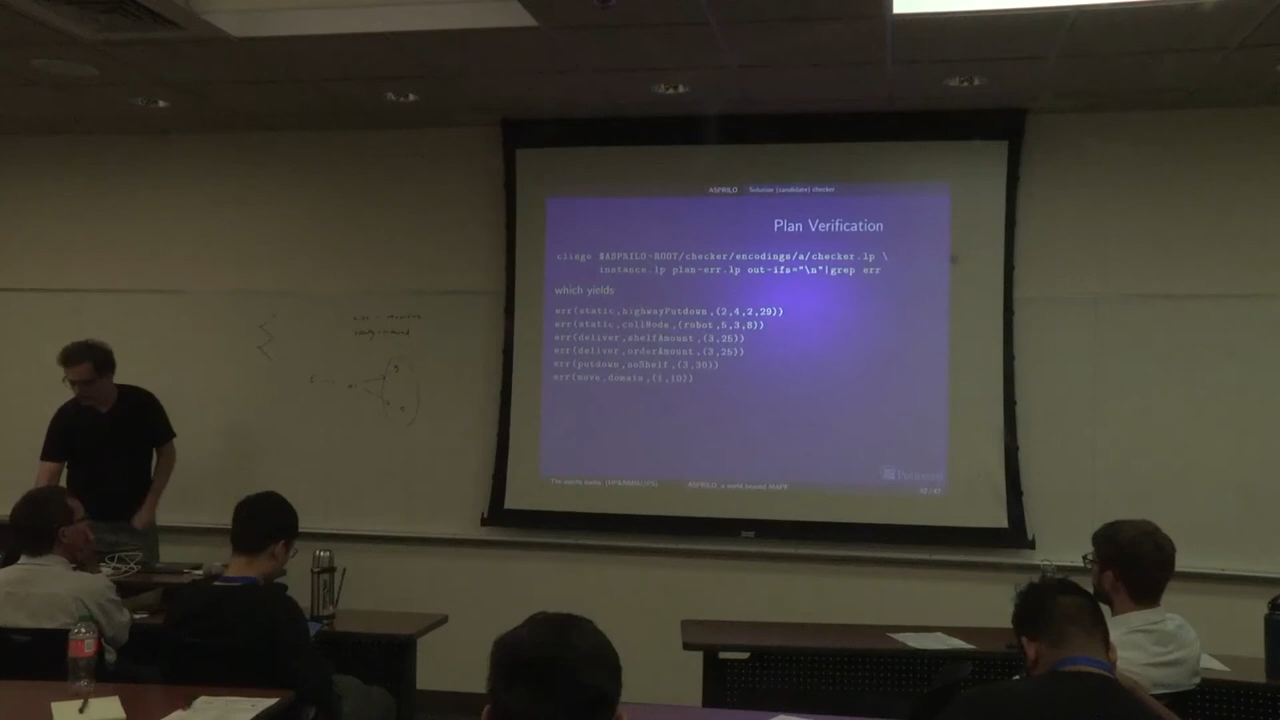 ASPRILO Solution (candidate) checker
Plan Verification
clingo $ASPRILO-ROOT/checker/encodings/a/checker.lp \
instance.lp plan-err.lp out-ifs="\n"|grep err
which yields
err(static,highwayPutdown,(2,4,2,29))
err(static,collNode,(robot,5,3,8))
err(deliver,shelfAmount,(3,25))
err(deliver,orderAmount,(3,25))
err(putdown,noShelf,(3,30))
err(move,domain,(1,10))
Potassco
ASPRILO, a world beyond MAPF